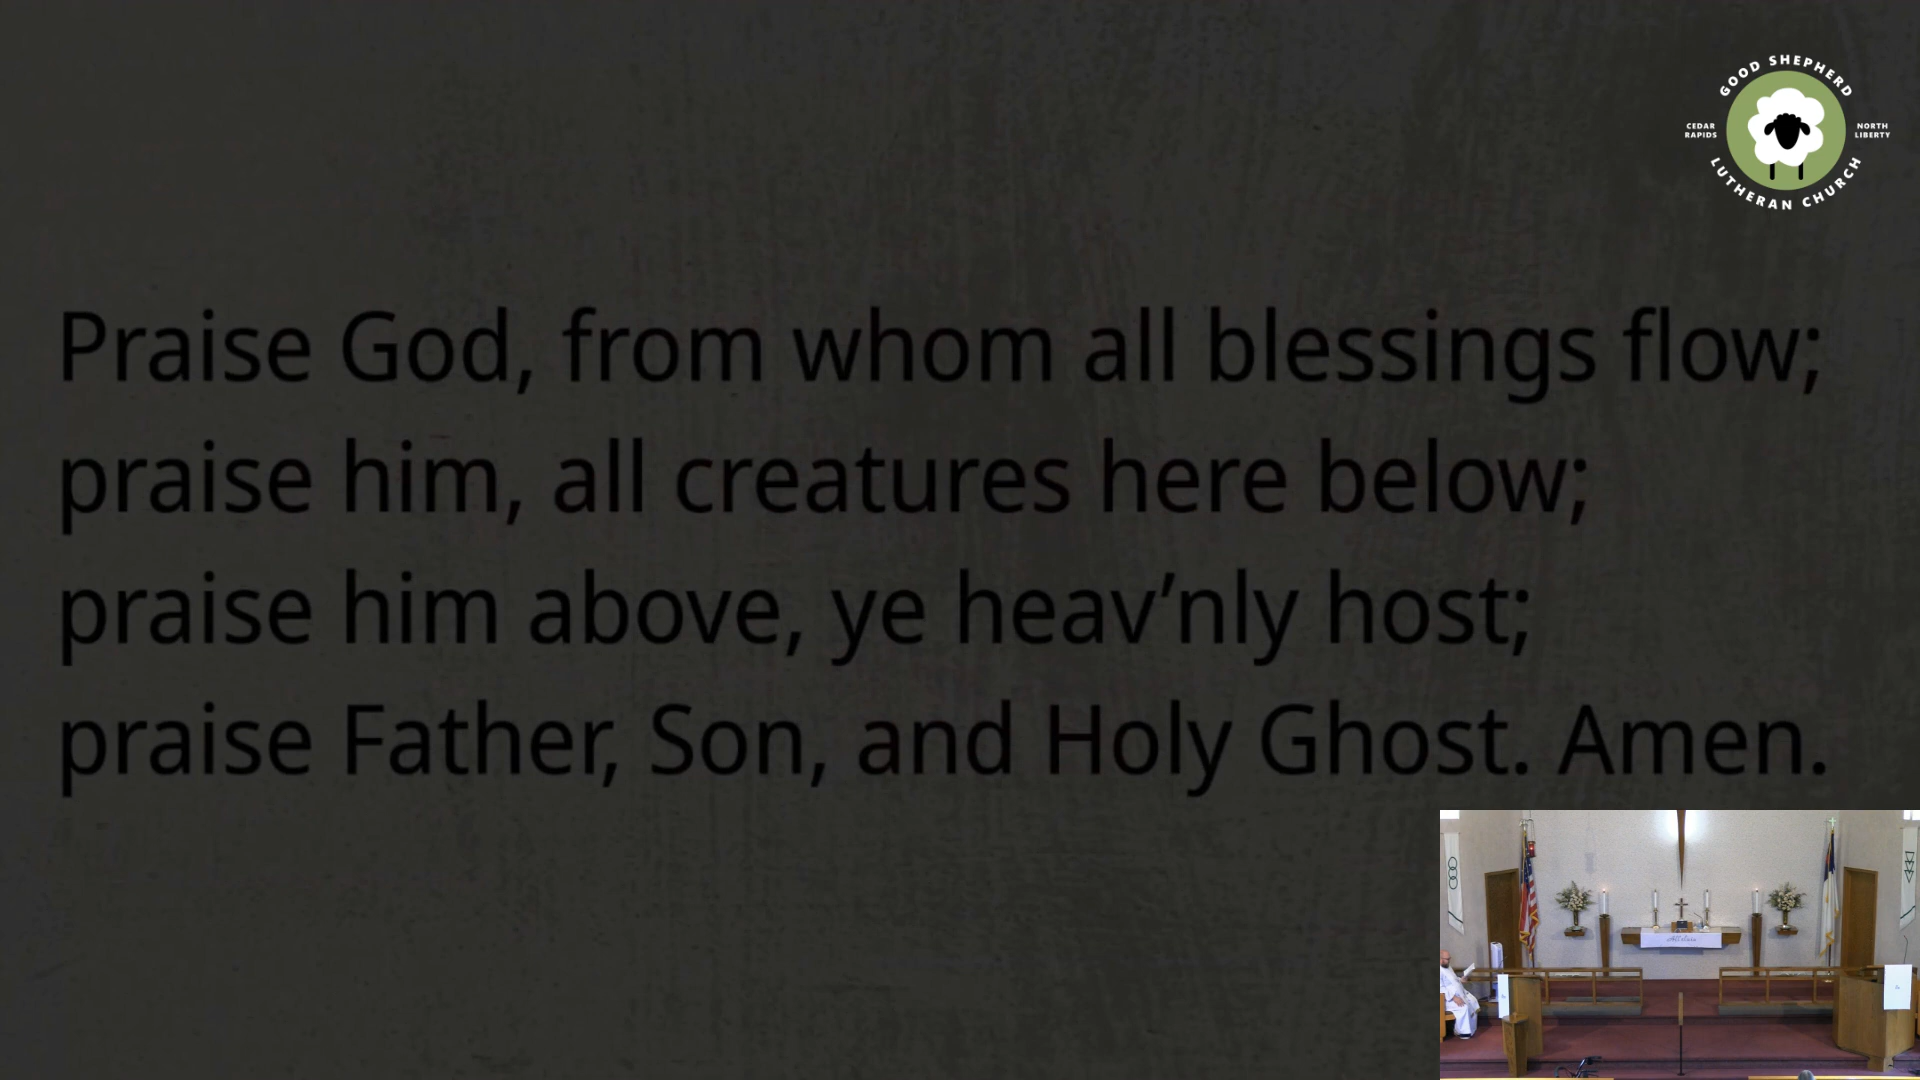 GOOD SHEPHERD
CEDAR RAPIDS
NORTH LIBERTY
LUTHERAN CHURCH
Praise God, from whom all blessings flow;
praise him, all creatures here below;
praise him above, ye heav’nly host;
praise Father, Son, and Holy Ghost. Amen.
Alleluia